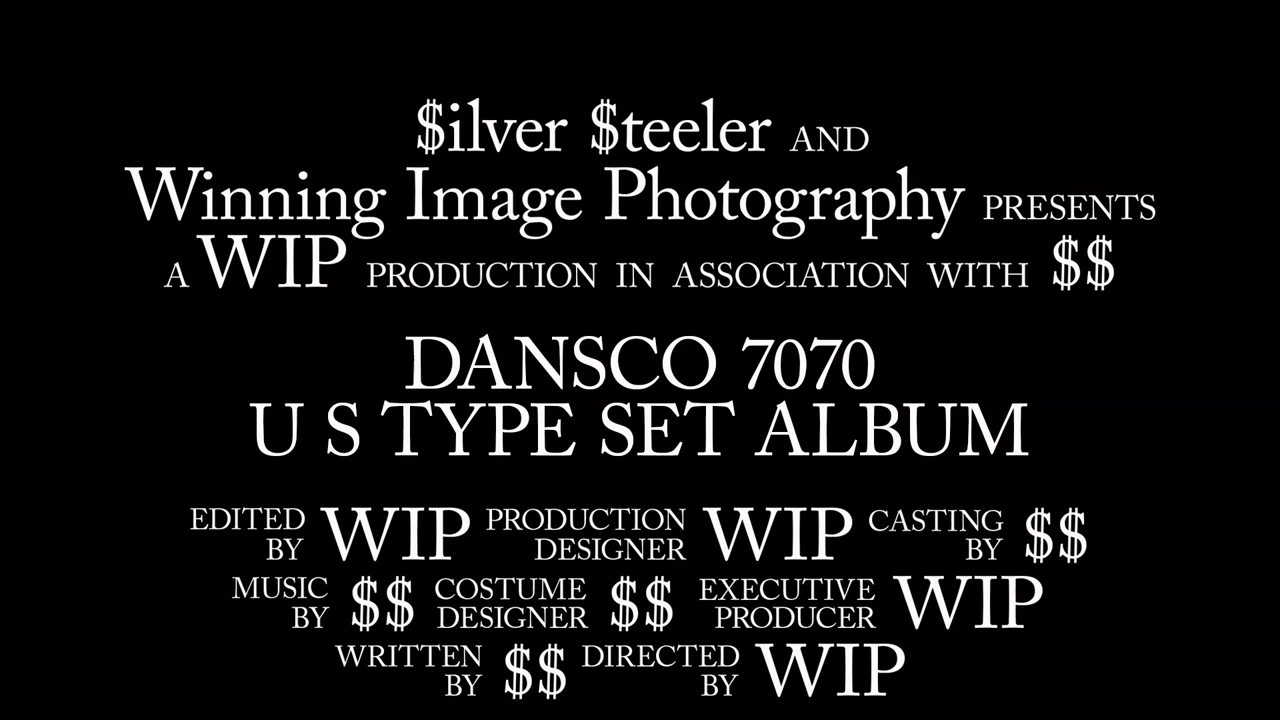 $ilver $teeler AND
Winning Image Photography PRESENTS
A WIP PRODUCTION IN ASSOCIATION WITH $$
DANSCO 7070
U S TYPE SET ALBUM
EDITED BY WIP PRODUCTION DESIGNER WIP CASTING BY $$
MUSIC BY $$ COSTUME DESIGNER $$ EXECUTIVE PRODUCER WIP
WRITTEN BY $$ DIRECTED BY WIP